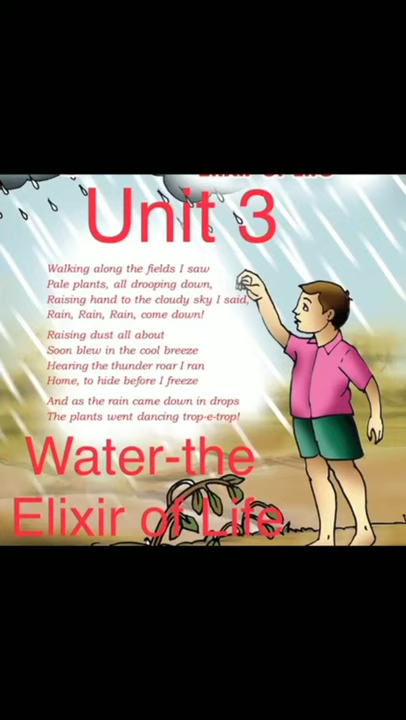 Unit 3
Walking along the fields I saw
Pale plants, all drooping down,
Raising hand to the cloudy sky I said,
Rain, Rain, Rain, come down!
Raising dust all about
Soon blew in the cool breeze
Hearing the thunder roar I ran
Home, to hide before I freeze
And as the rain came down in drops
The plants went dancing trop-e-trop!
Water-the
Elixir of Life